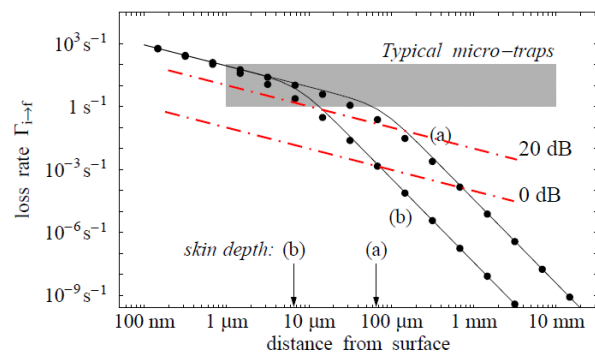 10³ s⁻¹
Typical micro-traps
1 s⁻¹
(a)
20 dB
10⁻³ s⁻¹
0 dB
(b)
10⁻⁶ s⁻¹
skin depth: (b) (a)
10⁻⁹ s⁻¹
100 nm 1 μm 10 μm 100 μm 1 mm 10 mm
distance from surface
loss rate Γi→f